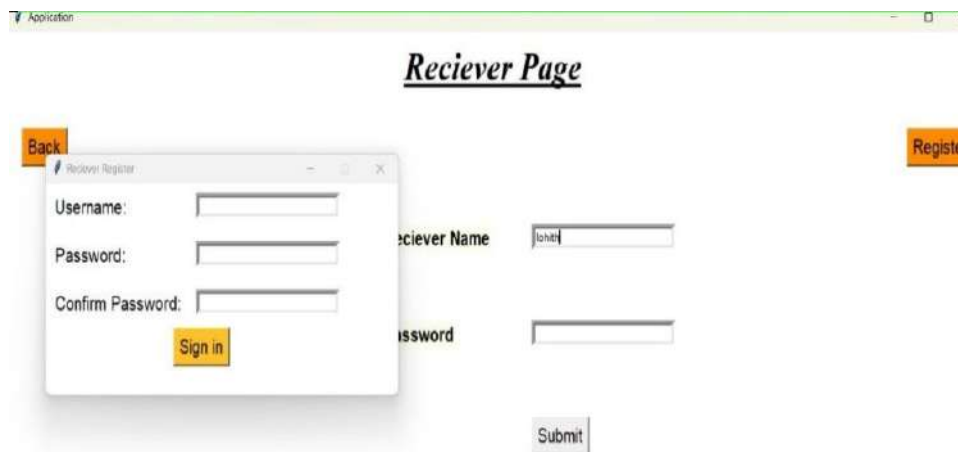 Application
Reciever Page
Back
Registe
Reciever Register
Username:
Password:
Confirm Password:
Sign in
eciever Name
lohith
assword
Submit